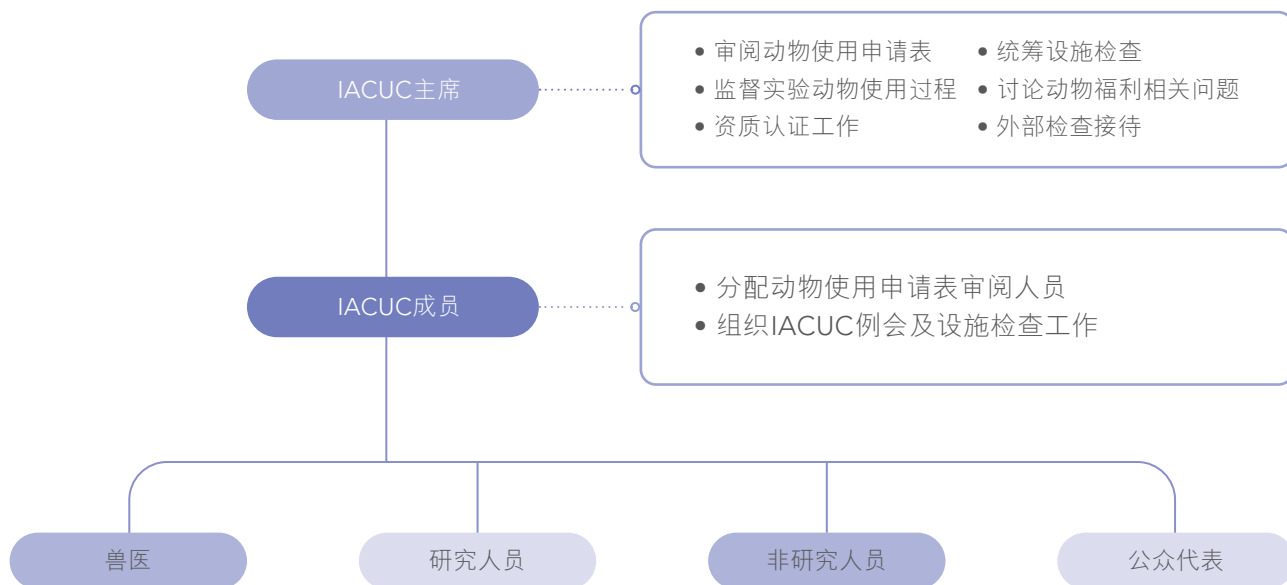 IACUC主席
审阅动物使用申请表
监督实验动物使用过程
资质认证工作
统筹设施检查
讨论动物福利相关问题
外部检查接待
IACUC成员
分配动物使用申请表审阅人员
组织IACUC例会及设施检查工作
兽医
研究人员
非研究人员
公众代表